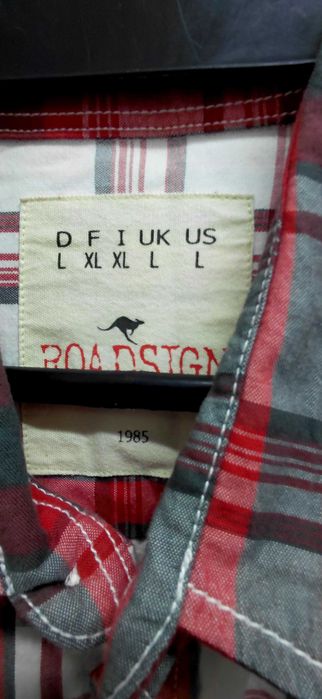 D F I UK US
L XL XL L L
ROADSIGN
1985